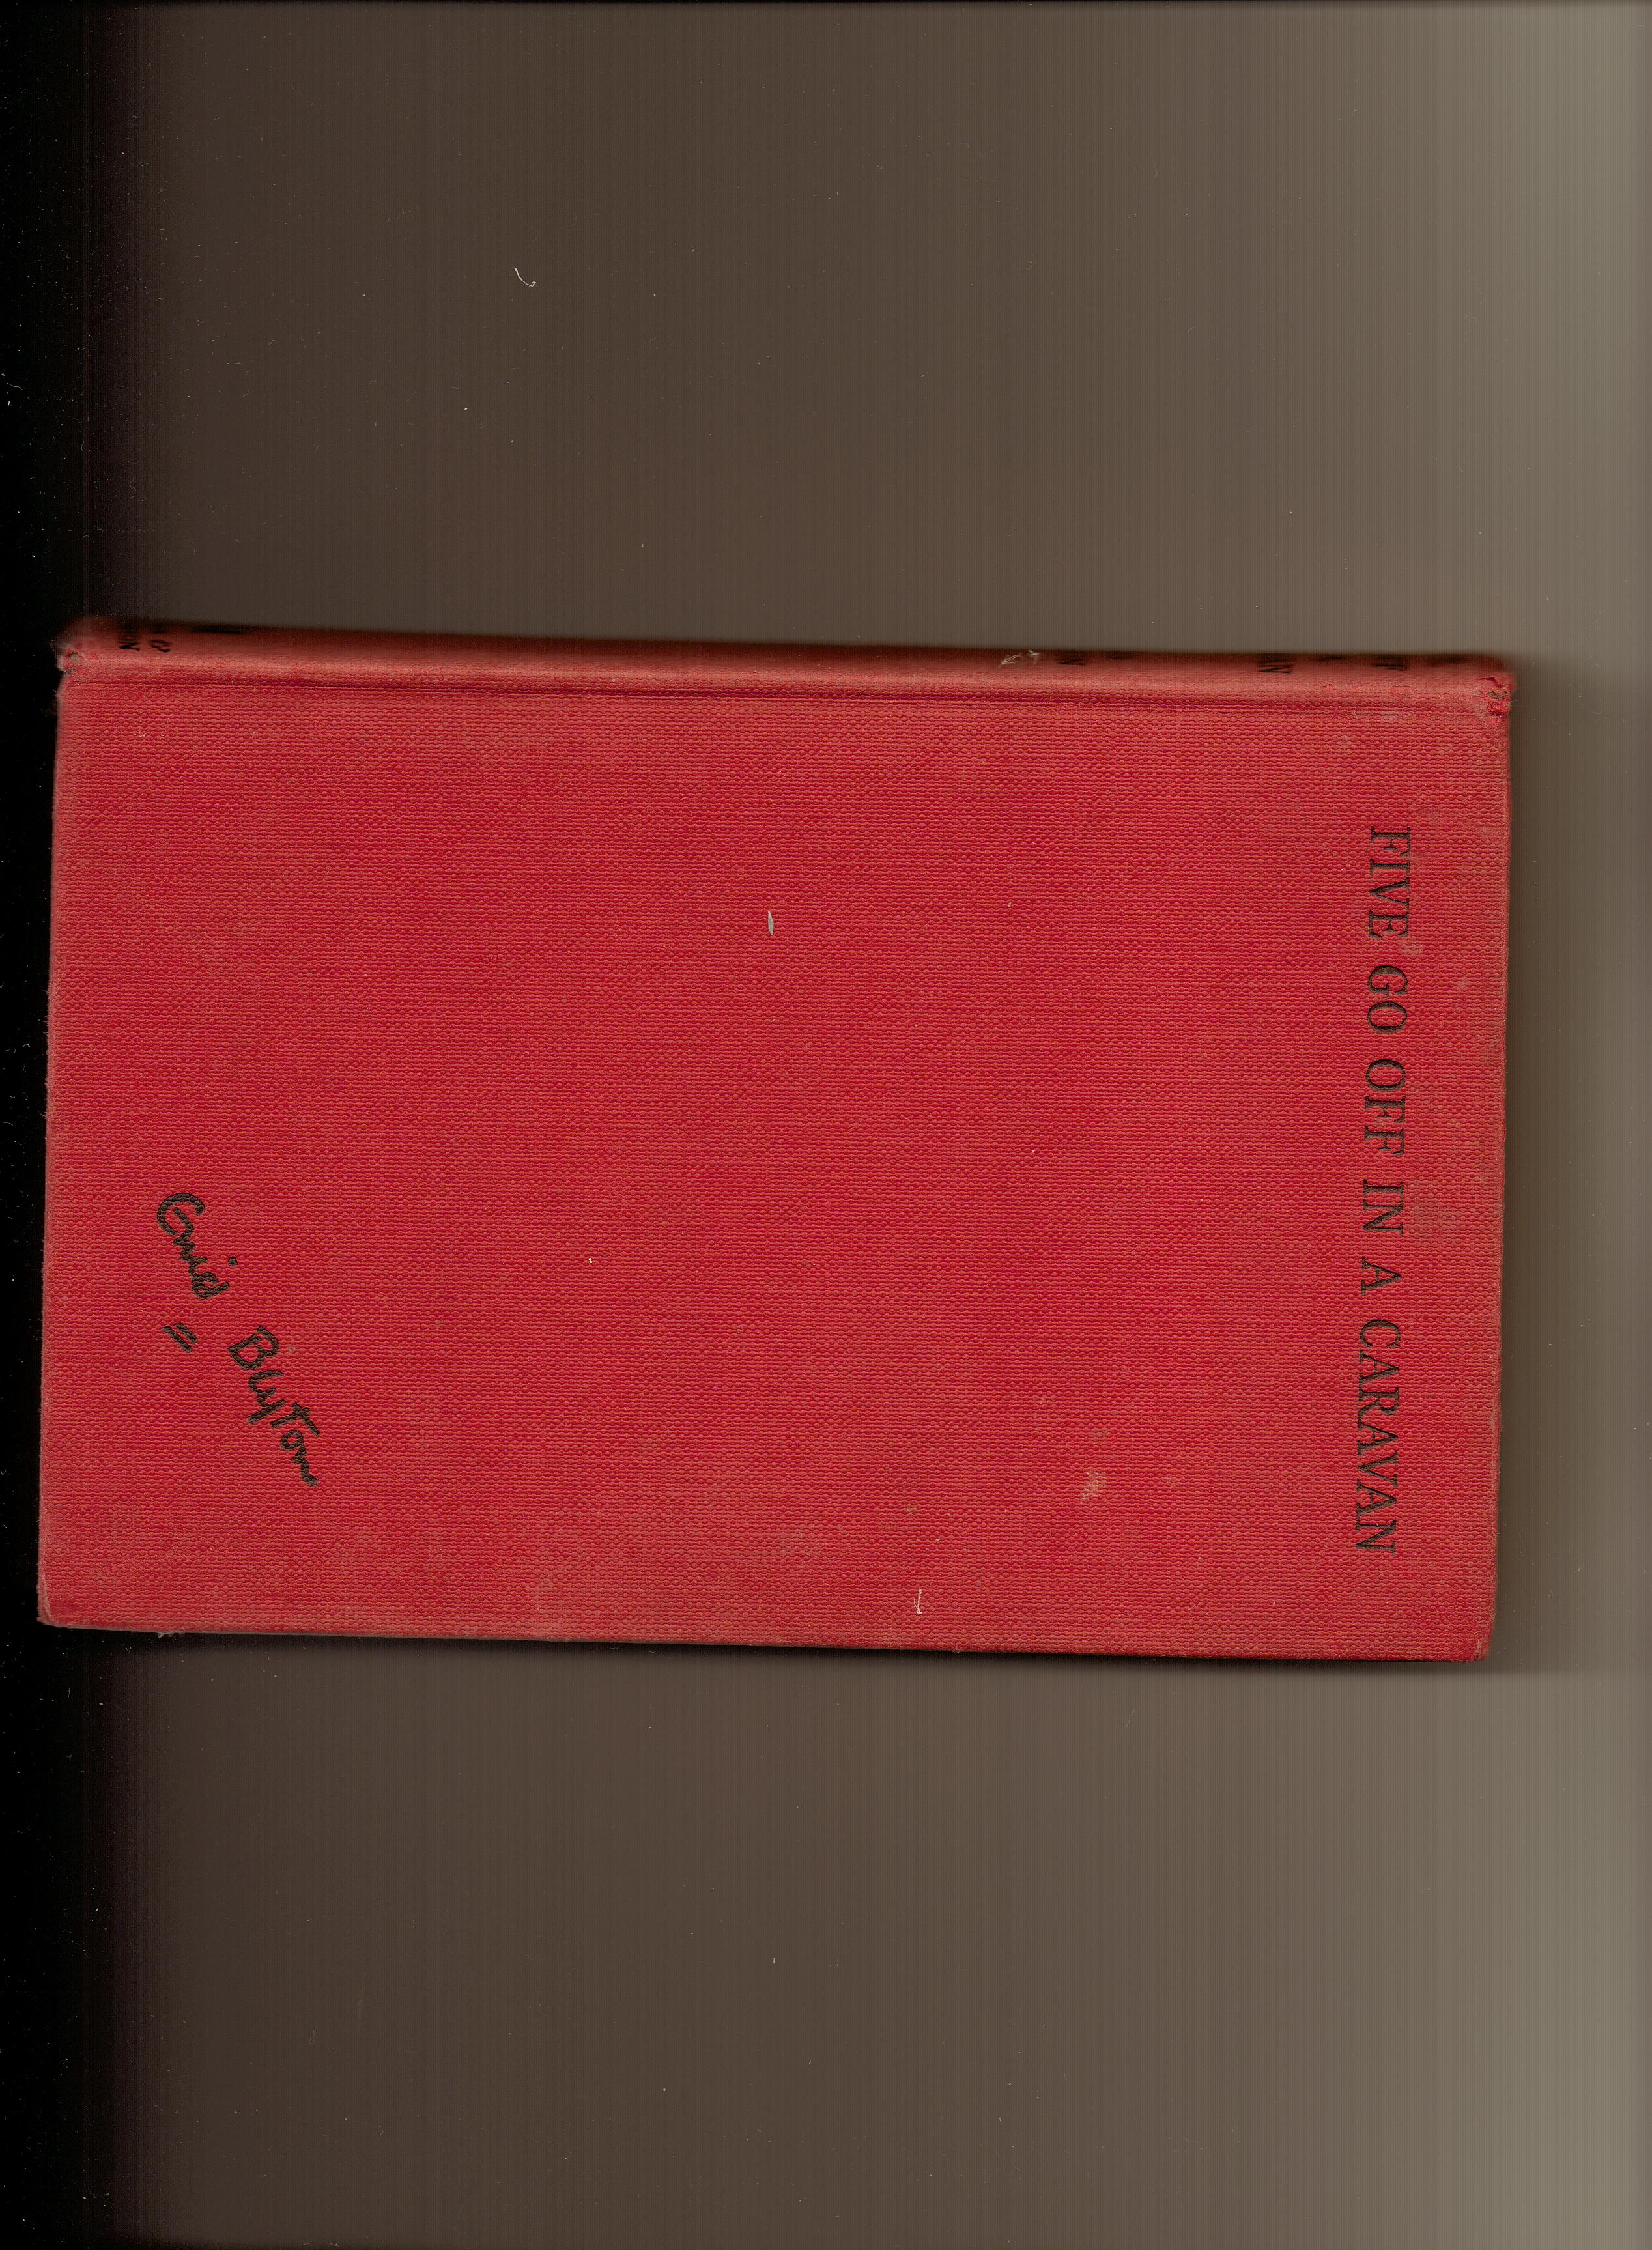 FIVE GO OFF IN A CARAVAN
Enid Blyton